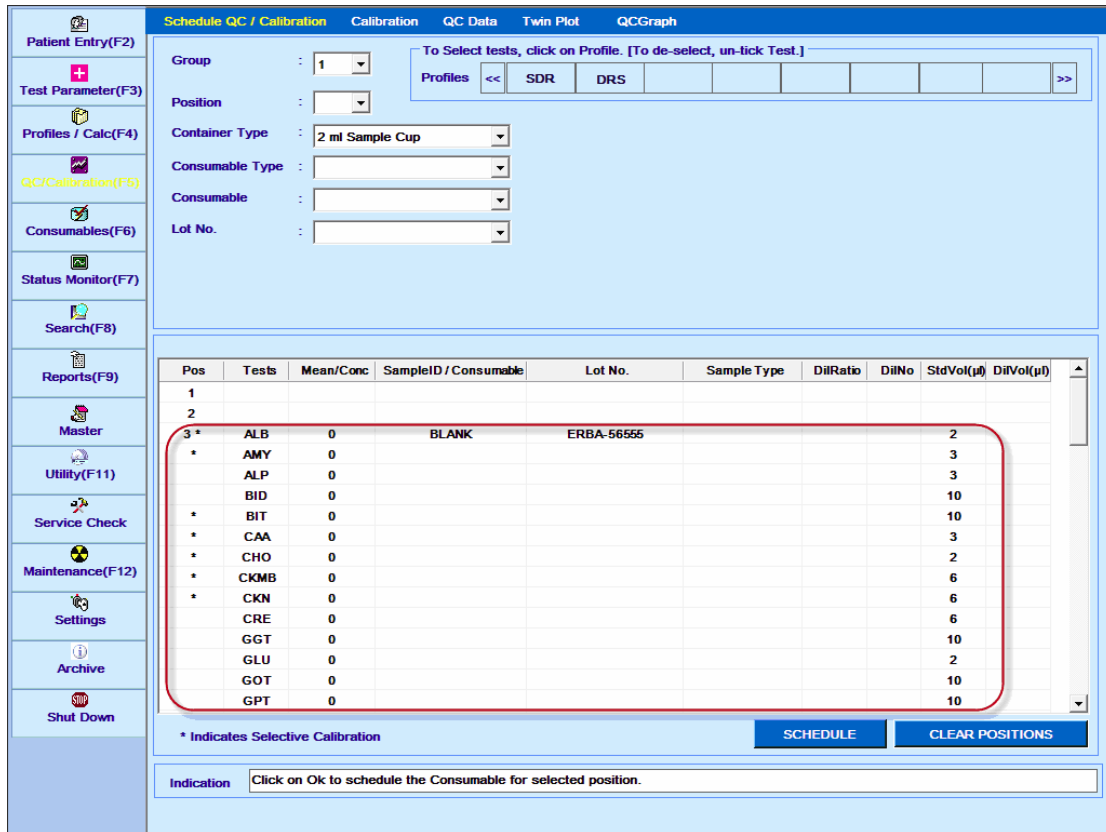 Schedule QC / Calibration Calibration QC Data Twin Plot QCGraph
Patient Entry(F2)
Test Parameter(F3)
Profiles / Calc(F4)
QC/Calibration(F5)
Consumables(F6)
Status Monitor(F7)
Search(F8)
Reports(F9)
Master
Utility(F11)
Service Check
Maintenance(F12)
Settings
Archive
STOP
Shut Down
To Select tests, click on Profile. [To de-select, un-tick Test.]
Profiles << SDR DRS >>
Group : 1
Position :
Container Type : 2 ml Sample Cup
Consumable Type :
Consumable :
Lot No. :
Pos Tests Mean/Conc SampleID / Consumable Lot No. Sample Type DilRatio DilNo StdVol(µl) DilVol(µl)
1
2
3 * ALB 0 BLANK ERBA-56555 2
* AMY 0 3
ALP 0 3
BID 0 10
* BIT 0 10
* CAA 0 3
* CHO 0 2
* CKMB 0 6
* CKN 0 6
CRE 0 6
GGT 0 10
GLU 0 2
GOT 0 10
GPT 0 10
* Indicates Selective Calibration
SCHEDULE CLEAR POSITIONS
Indication Click on Ok to schedule the Consumable for selected position.